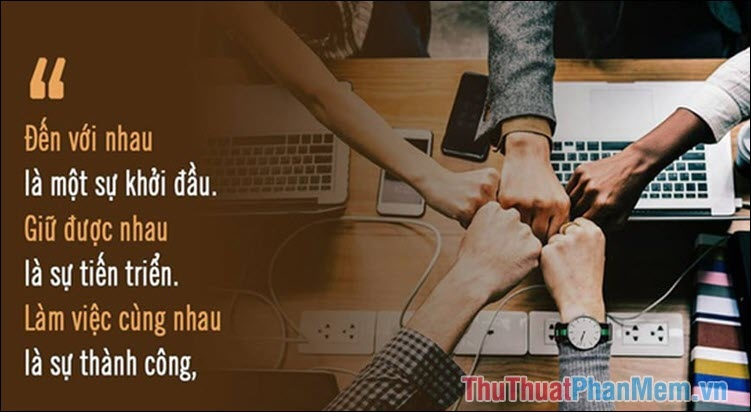 Đến với nhau
là một sự khởi đầu.
Giữ được nhau
là sự tiến triển.
Làm việc cùng nhau
là sự thành công,
ThuThuatPhanMem.vn